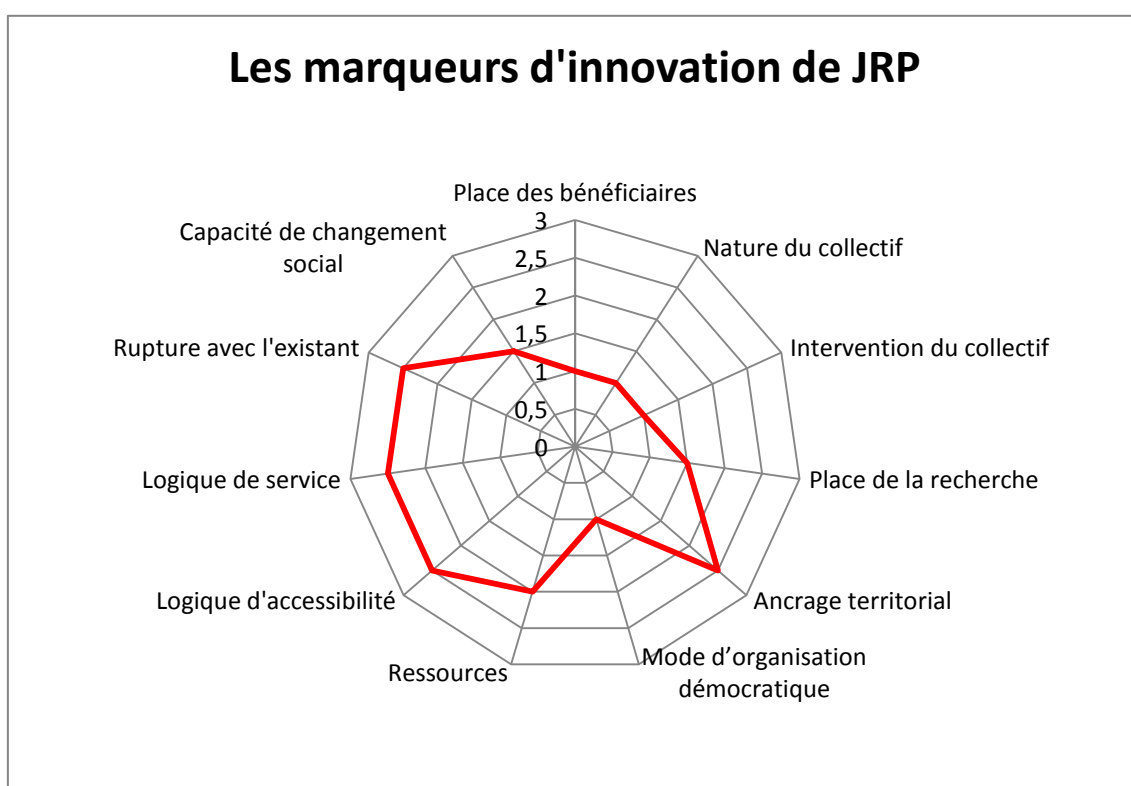 Les marqueurs d'innovation de JRP
Place des bénéficiaires
Nature du collectif
Intervention du collectif
Place de la recherche
Ancrage territorial
Mode d’organisation
démocratique
Ressources
Logique d'accessibilité
Logique de service
Rupture avec l'existant
Capacité de changement
social
3
2,5
2
1,5
1
0,5
0